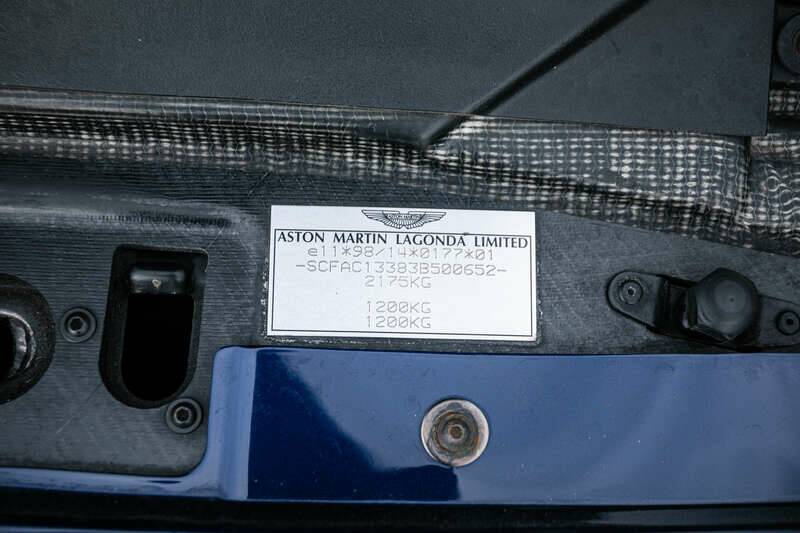 ASTON MARTIN LAGONDA LIMITED
e11*98/14*0177*01
-SCFAC13383B500652-
2175KG
1200KG
1200KG